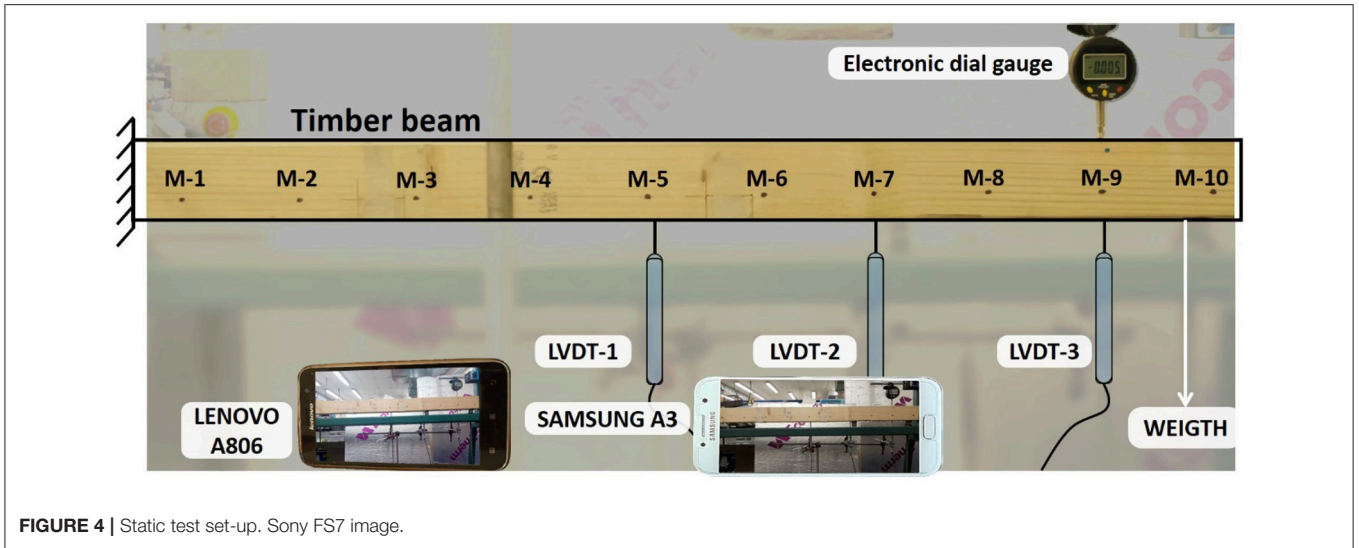 Electronic dial gauge
-0.005
Timber beam
M-1 M-2 M-3 M-4 M-5 M-6 M-7 M-8 M-9 M-10
LVDT-1 LVDT-2 LVDT-3
LENOVO
A806
SAMSUNG A3
SAMSUNG
WEIGTH
FIGURE 4 | Static test set-up. Sony FS7 image.